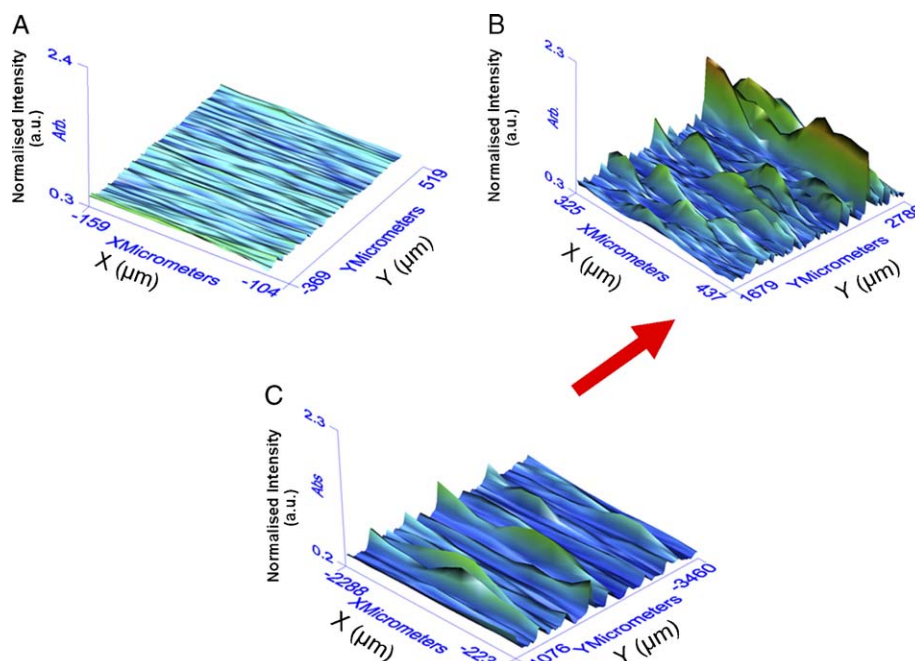 A
Normalised Intensity
(a.u.)
2.4
Arb.
0.3
-159
XMicrometers
-104
X (µm)
-369
YMicrometers
519
Y (µm)
B
Normalised Intensity
(a.u.)
2.3
Arb.
0.3
325
XMicrometers
437
X (µm)
1679
YMicrometers
2786
Y (µm)
C
Normalised Intensity
(a.u.)
2.3
Abs
0.2
-2288
XMicrometers
X (µm)
YMicrometers
-3460
Y (µm)